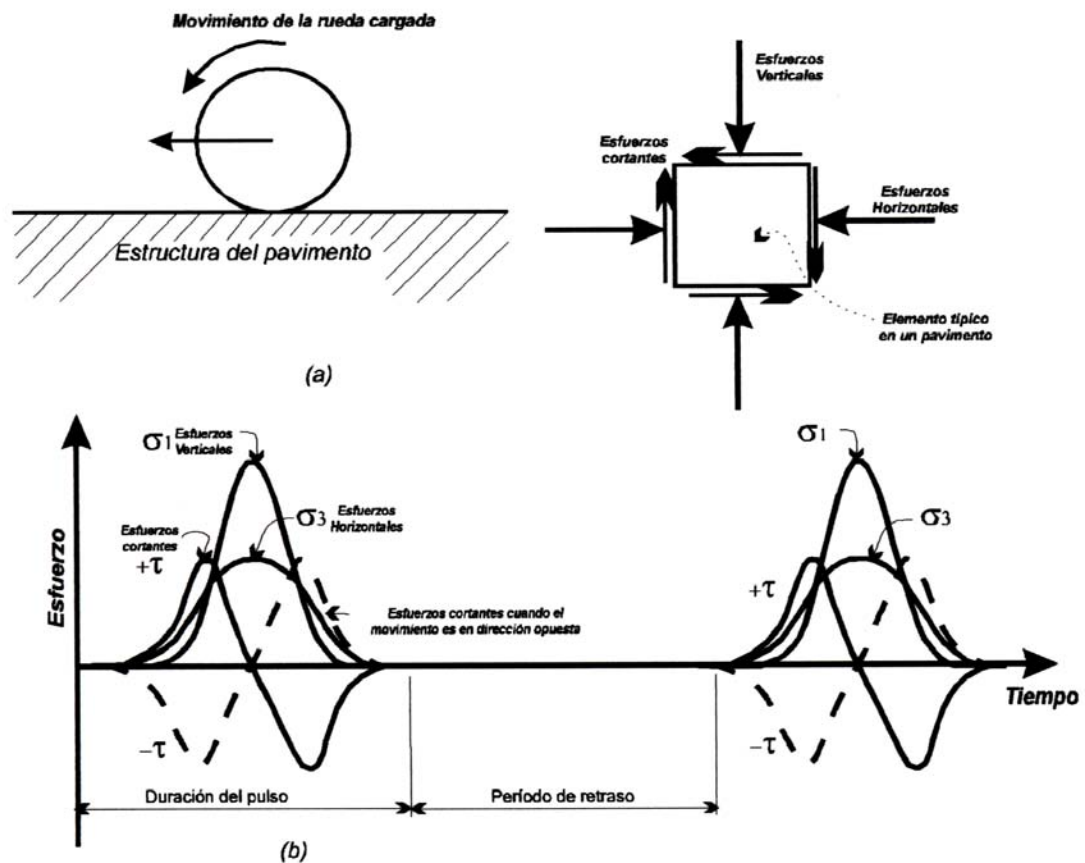 Movimiento de la rueda cargada
Estructura del pavimento
Esfuerzos
Verticales
Esfuerzos
cortantes
Esfuerzos
Horizontales
Elemento típico
en un pavimento
(a)
Esfuerzo
σ1 Esfuerzos
Verticales
Esfuerzos
cortantes
+τ
σ3 Esfuerzos
Horizontales
Esfuerzos cortantes cuando el
movimiento es en dirección opuesta
−τ
σ1
σ3
+τ
−τ
Tiempo
Duración del pulso
Período de retraso
(b)